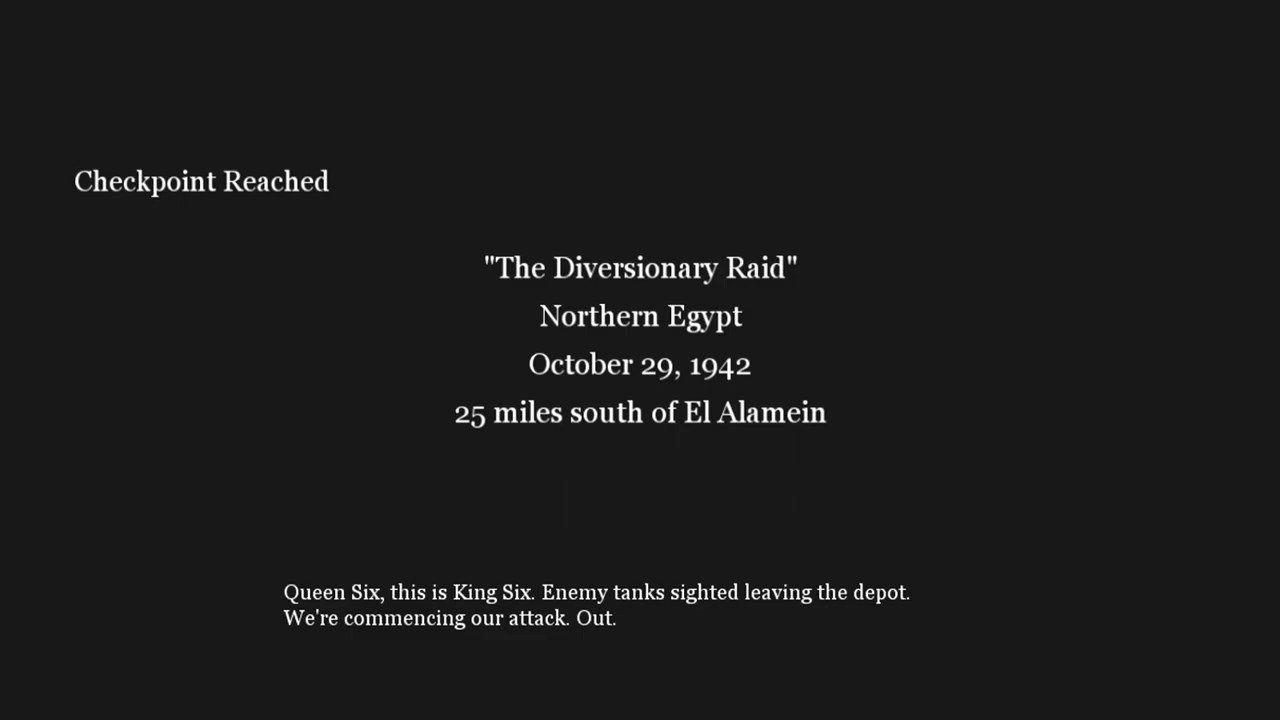 Checkpoint Reached
"The Diversionary Raid"
Northern Egypt
October 29, 1942
25 miles south of El Alamein
Queen Six, this is King Six. Enemy tanks sighted leaving the depot.
We're commencing our attack. Out.